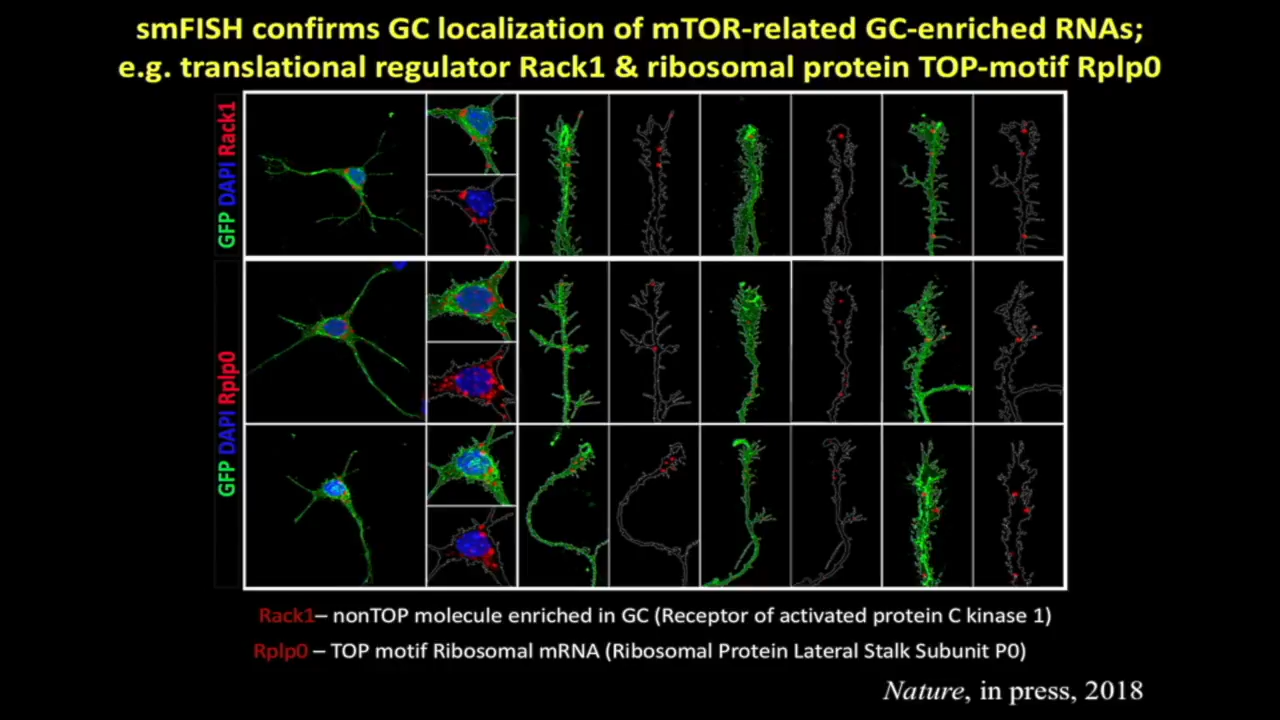 smFISH confirms GC localization of mTOR-related GC-enriched RNAs;
e.g. translational regulator Rack1 & ribosomal protein TOP-motif Rplp0
GFP DAPI Rack1
GFP DAPI Rplp0
Rack1– nonTOP molecule enriched in GC (Receptor of activated protein C kinase 1)
Rplp0 – TOP motif Ribosomal mRNA (Ribosomal Protein Lateral Stalk Subunit P0)
Nature, in press, 2018